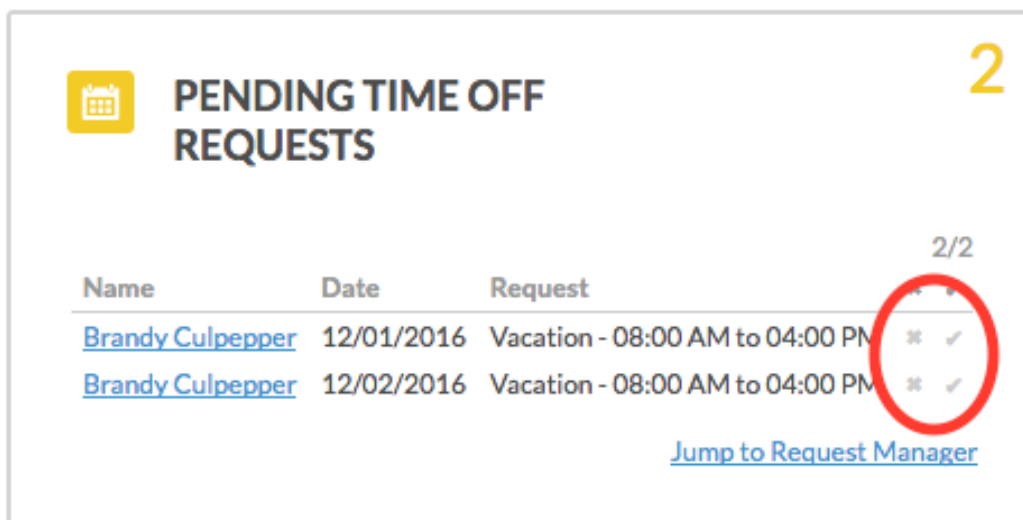 2
PENDING TIME OFF
REQUESTS
2/2
Name Date Request ✖ ✔
Brandy Culpepper 12/01/2016 Vacation - 08:00 AM to 04:00 PM ✖ ✔
Brandy Culpepper 12/02/2016 Vacation - 08:00 AM to 04:00 PM ✖ ✔
Jump to Request Manager